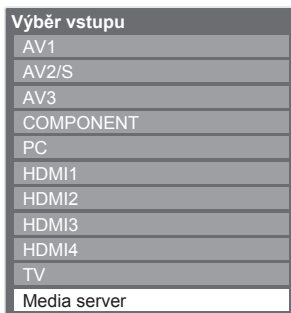 Výběr vstupu
AV1
AV2/S
AV3
COMPONENT
PC
HDMI1
HDMI2
HDMI3
HDMI4
TV
Media server